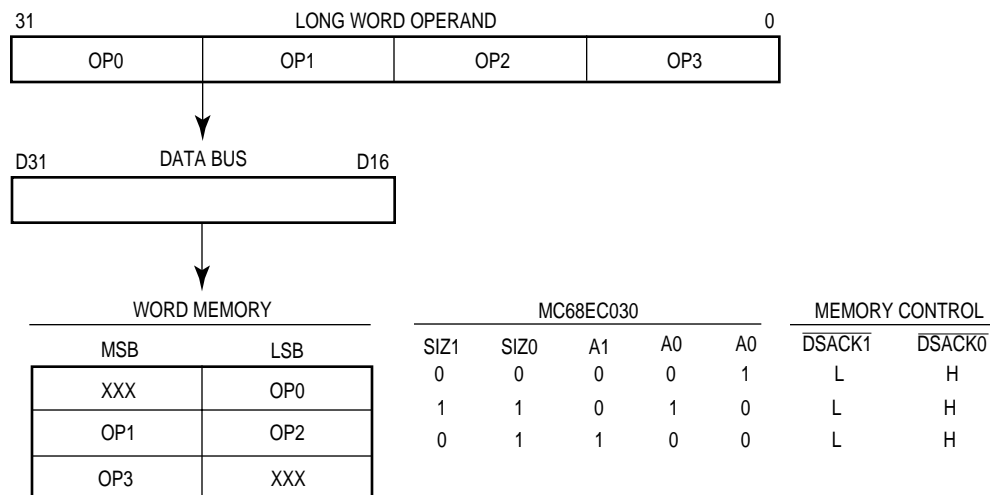 31 LONG WORD OPERAND 0
OP0 OP1 OP2 OP3
D31 DATA BUS D16
WORD MEMORY MC68EC030 MEMORY CONTROL
MSB LSB SIZ1 SIZ0 A1 A0 A0 DSACK1 DSACK0
XXX OP0 0 0 0 0 1 L H
OP1 OP2 1 1 0 1 0 L H
OP3 XXX 0 1 1 0 0 L H